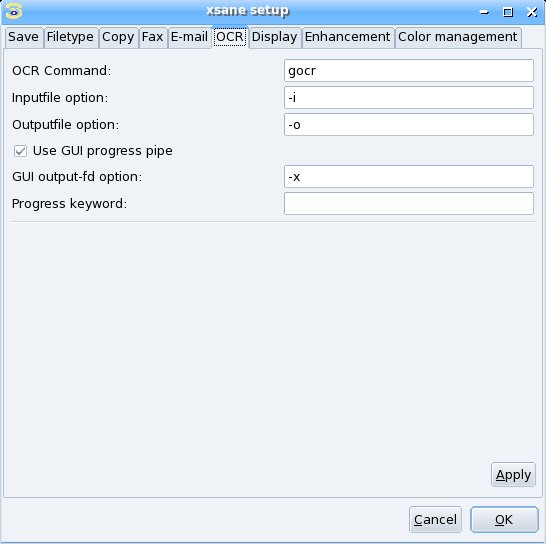 xsane setup
Save Filetype Copy Fax E-mail OCR Display Enhancement Color management
OCR Command: gocr
Inputfile option: -i
Outputfile option: -o
Use GUI progress pipe
GUI output-fd option: -x
Progress keyword:
Apply
Cancel OK